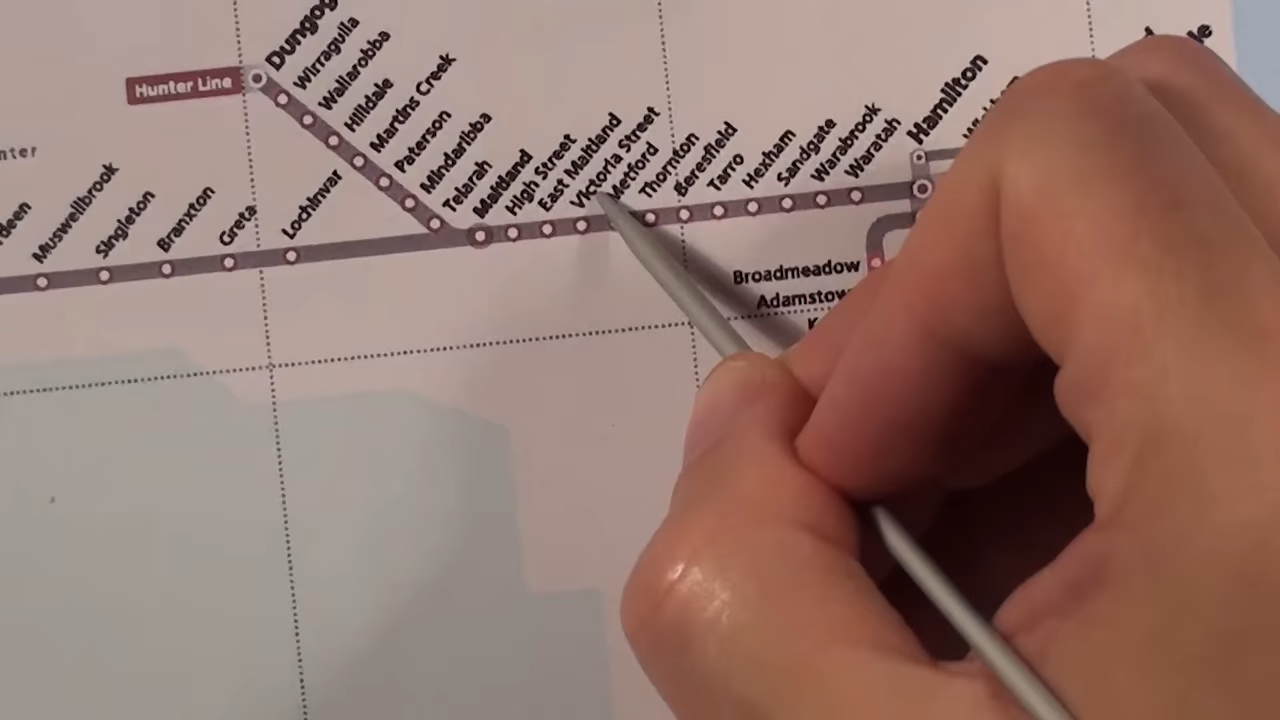 Hunter Line
Dungog
Wirragulla
Wallarobba
Hilldale
Martins Creek
Paterson
Mindaribba
Telarah
Maitland
High Street
East Maitland
Victoria Street
Metford
Thornton
Beresfield
Tarro
Hexham
Sandgate
Warabrook
Waratah
Hamilton
Muswellbrook
Singleton
Branxton
Greta
Lochinvar
Broadmeadow